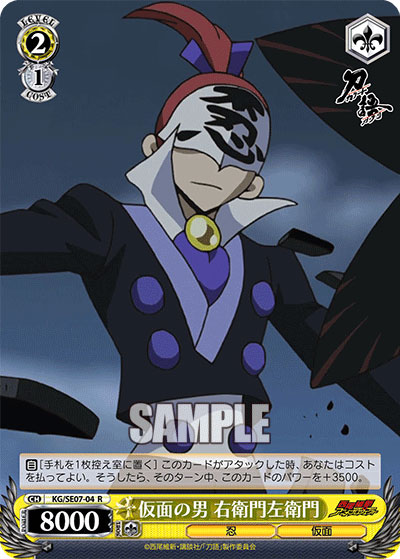 LEVEL
2
1
COST
刀語
不忍
SAMPLE
自[手札を1枚控え室に置く] このカードがアタックした時、あなたはコスト
を払ってよい。そうしたら、そのターン中、このカードのパワーを+3500。
CH KG/SE07-04 R
仮面の男 右衛門左衛門
POWER
8000
忍
仮面
©西尾維新・講談社/「刀語」製作委員会